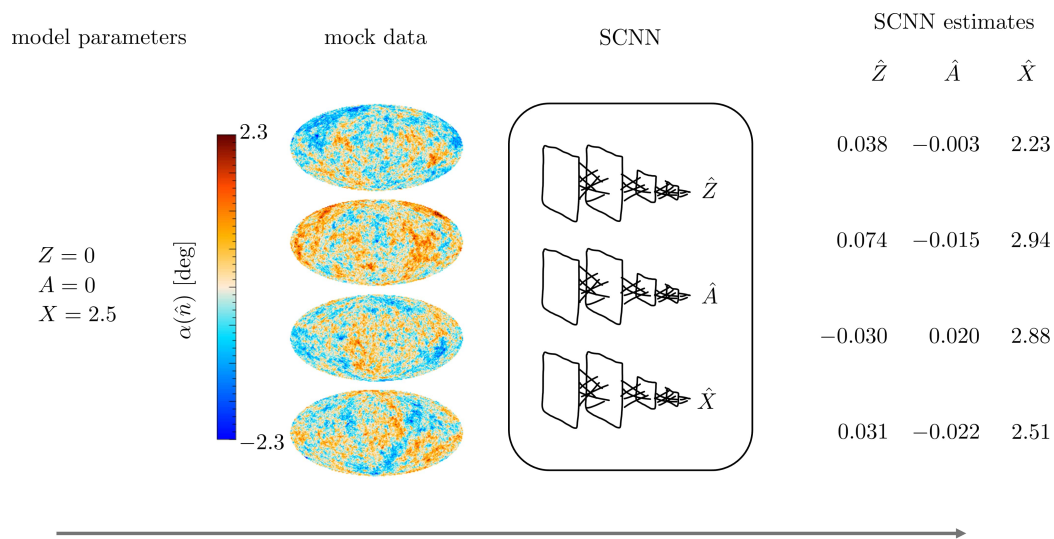 model parameters
mock data
SCNN
SCNN estimates
Ẑ Â X̂
Z = 0
A = 0
X = 2.5
2.3
α(n̂) [deg]
−2.3
Ẑ
Â
X̂
0.038 −0.003 2.23
0.074 −0.015 2.94
−0.030 0.020 2.88
0.031 −0.022 2.51